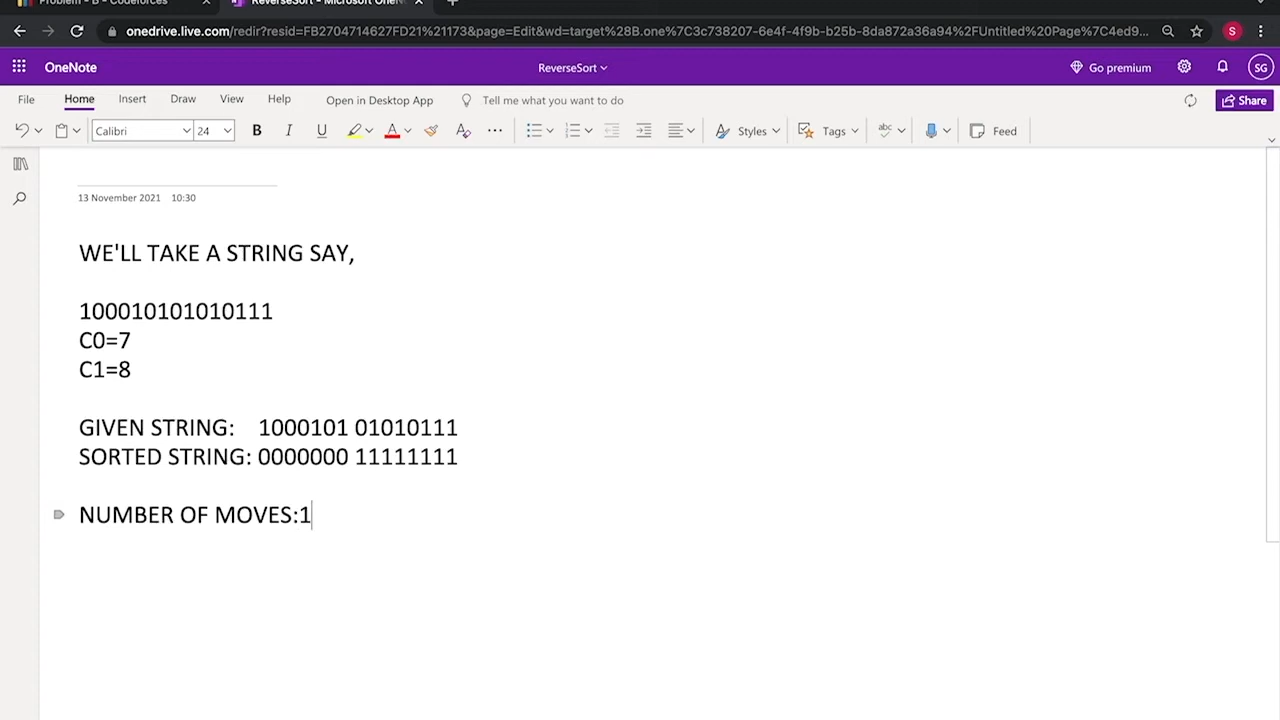 Problem - B - Codeforces
ReverseSort - Microsoft OneN
onedrive.live.com/redir?resid=FB2704714627FD21%21173&page=Edit&wd=target%28B.one%7C3c738207-6e4f-4f9b-b25b-8da872a36a94%2FUntitled%20Page%7C4ed9...
S
OneNote
ReverseSort
Go premium
SG
File Home Insert Draw View Help Open in Desktop App Tell me what you want to do
Share
Calibri 24 B I U A Styles Tags abc Feed
13 November 2021 10:30
WE'LL TAKE A STRING SAY,
100010101010111
C0=7
C1=8
GIVEN STRING: 1000101 01010111
SORTED STRING: 0000000 11111111
NUMBER OF MOVES:1